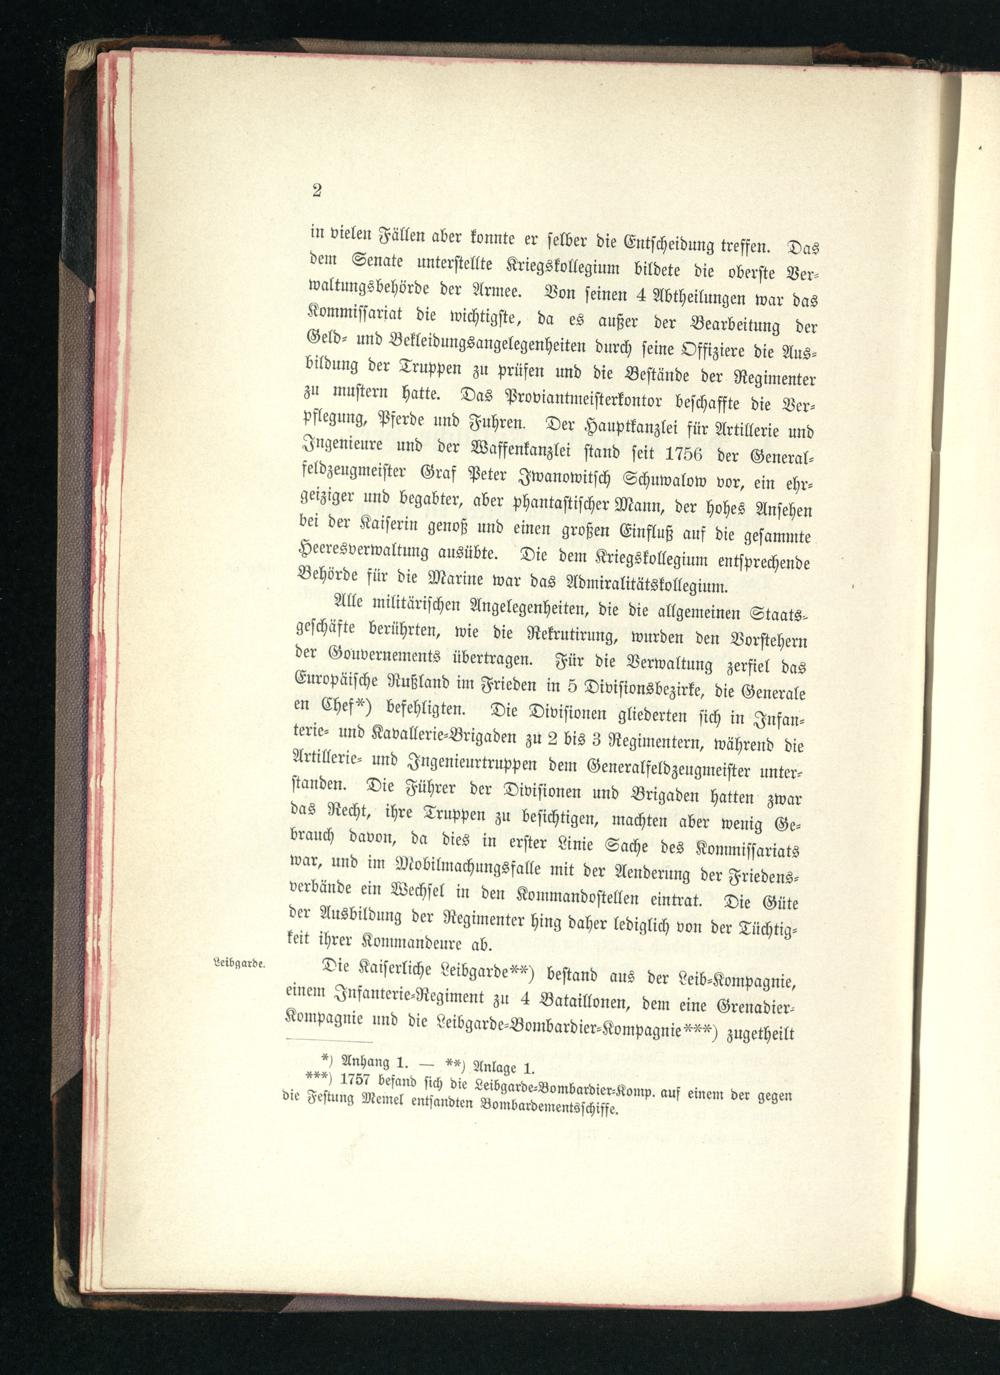 2
in vielen Fällen aber konnte er selber die Entscheidung treffen. Das
dem Senate unterstellte Kriegskollegium bildete die oberste Ver-
waltungsbehörde der Armee. Von seinen 4 Abtheilungen war das
Kommissariat die wichtigste, da es außer der Bearbeitung der
Geld- und Bekleidungsangelegenheiten durch seine Offiziere die Aus-
bildung der Truppen zu prüfen und die Bestände der Regimenter
zu mustern hatte. Das Proviantmeisterkontor beschaffte die Ver-
pflegung, Pferde und Fuhren. Der Hauptkanzlei für Artillerie und
Ingenieure und der Waffenkanzlei stand seit 1756 der General-
feldzeugmeister Graf Peter Iwanowitsch Schuwalow vor, ein ehr-
geiziger und begabter, aber phantastischer Mann, der hohes Ansehen
bei der Kaiserin genoß und einen großen Einfluß auf die gesammte
Heeresverwaltung ausübte. Die dem Kriegskollegium entsprechende
Behörde für die Marine war das Admiralitätskollegium.
Alle militärischen Angelegenheiten, die die allgemeinen Staats-
geschäfte berührten, wie die Rekrutirung, wurden den Vorstehern
der Gouvernements übertragen. Für die Verwaltung zerfiel das
Europäische Rußland im Frieden in 5 Divisionsbezirke, die Generale
en Chef*) befehligten. Die Divisionen gliederten sich in Infan-
terie- und Kavallerie-Brigaden zu 2 bis 3 Regimentern, während die
Artillerie- und Ingenieurtruppen dem Generalfeldzeugmeister unter-
standen. Die Führer der Divisionen und Brigaden hatten zwar
das Recht, ihre Truppen zu besichtigen, machten aber wenig Ge-
brauch davon, da dies in erster Linie Sache des Kommissariats
war, und im Mobilmachungsfalle mit der Aenderung der Friedens-
verbände ein Wechsel in den Kommandostellen eintrat. Die Güte
der Ausbildung der Regimenter hing daher lediglich von der Tüchtig-
keit ihrer Kommandeure ab.
Leibgarde.
Die Kaiserliche Leibgarde**) bestand aus der Leib-Kompagnie,
einem Infanterie-Regiment zu 4 Bataillonen, dem eine Grenadier-
Kompagnie und die Leibgarde-Bombardier-Kompagnie***) zugetheilt
*) Anhang 1. — **) Anlage 1.
***) 1757 befand sich die Leibgarde-Bombardier-Komp. auf einem der gegen
die Festung Memel entsandten Bombardementsschiffe.